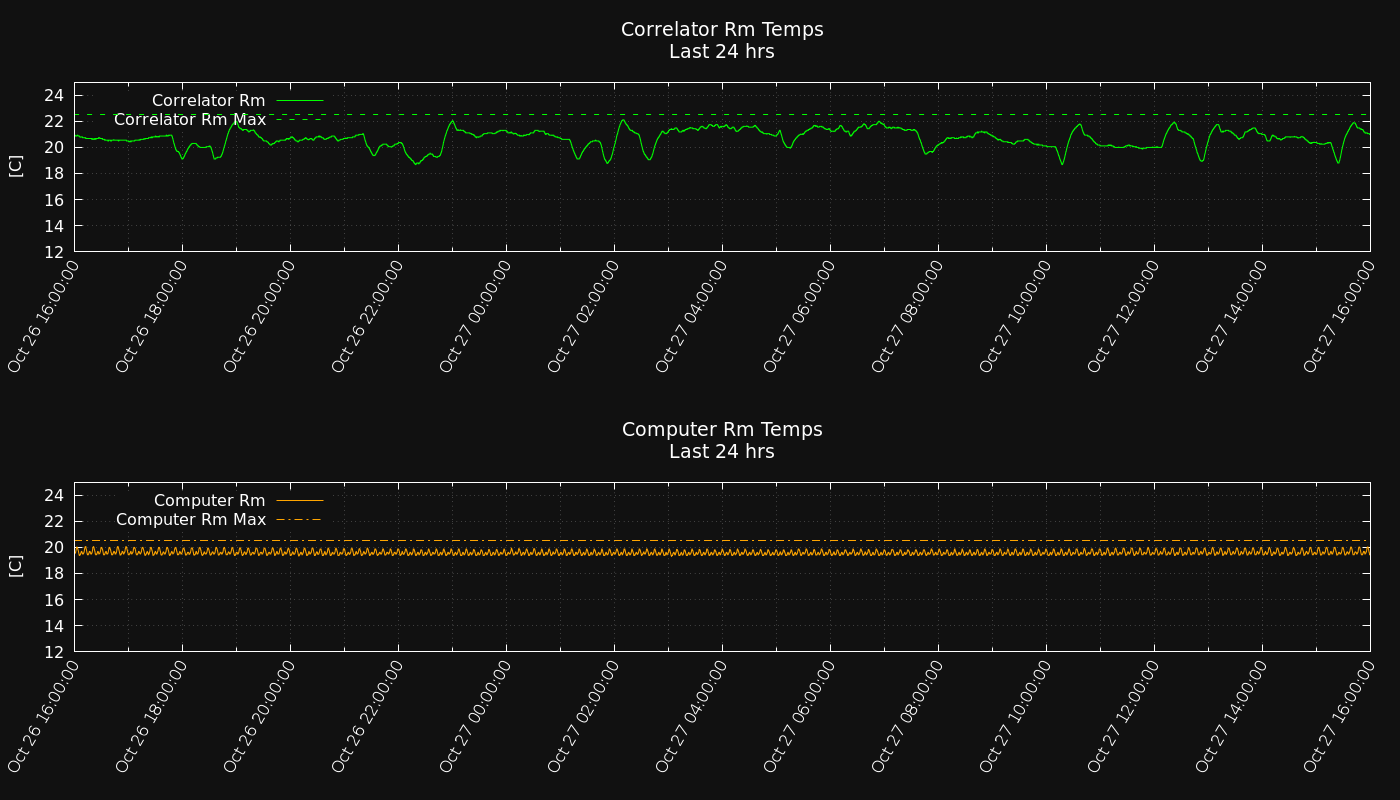 Correlator Rm Temps
Last 24 hrs
Correlator Rm
Correlator Rm Max
24
22
20
18
16
14
12
[C]
Oct 26 16:00:00
Oct 26 18:00:00
Oct 26 20:00:00
Oct 26 22:00:00
Oct 27 00:00:00
Oct 27 02:00:00
Oct 27 04:00:00
Oct 27 06:00:00
Oct 27 08:00:00
Oct 27 10:00:00
Oct 27 12:00:00
Oct 27 14:00:00
Oct 27 16:00:00
Computer Rm Temps
Last 24 hrs
Computer Rm
Computer Rm Max
24
22
20
18
16
14
12
[C]
Oct 26 16:00:00
Oct 26 18:00:00
Oct 26 20:00:00
Oct 26 22:00:00
Oct 27 00:00:00
Oct 27 02:00:00
Oct 27 04:00:00
Oct 27 06:00:00
Oct 27 08:00:00
Oct 27 10:00:00
Oct 27 12:00:00
Oct 27 14:00:00
Oct 27 16:00:00